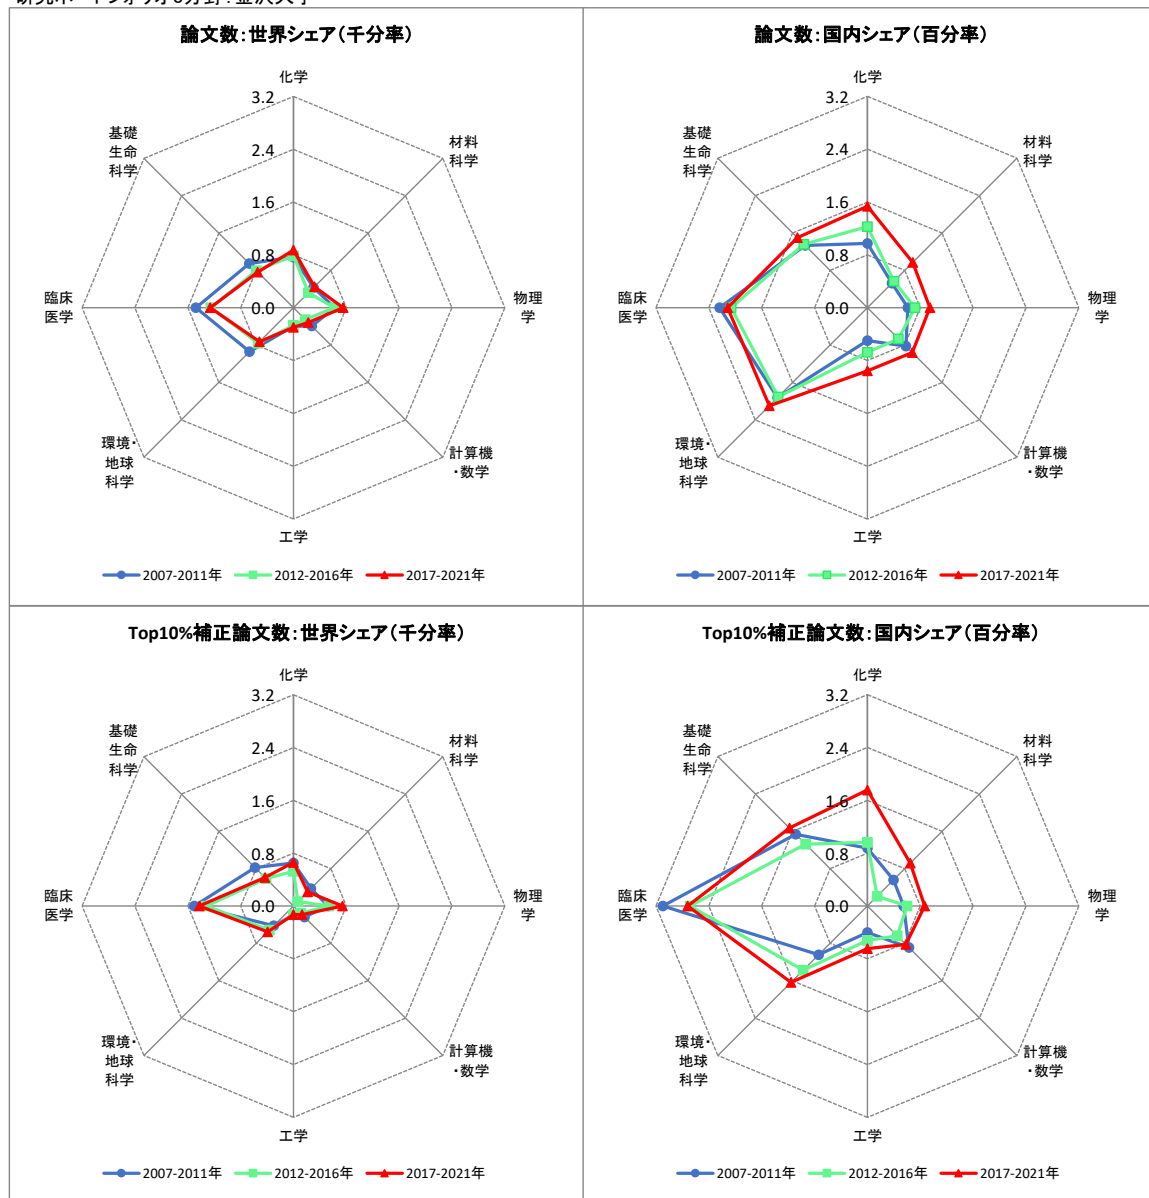 論文数：世界シェア（千分率）
化学
3.2
2.4
1.6
0.8
0.0
材料
科学
物理
学
計算機
・数学
工学
環境・
地球
科学
臨床
医学
基礎
生命
科学
2007-2011年 2012-2016年 2017-2021年
論文数：国内シェア（百分率）
化学
3.2
2.4
1.6
0.8
0.0
材料
科学
物理
学
計算機
・数学
工学
環境・
地球
科学
臨床
医学
基礎
生命
科学
2007-2011年 2012-2016年 2017-2021年
Top10%補正論文数：世界シェア（千分率）
化学
3.2
2.4
1.6
0.8
0.0
材料
科学
物理
学
計算機
・数学
工学
環境・
地球
科学
臨床
医学
基礎
生命
科学
2007-2011年 2012-2016年 2017-2021年
Top10%補正論文数：国内シェア（百分率）
化学
3.2
2.4
1.6
0.8
0.0
材料
科学
物理
学
計算機
・数学
工学
環境・
地球
科学
臨床
医学
基礎
生命
科学
2007-2011年 2012-2016年 2017-2021年